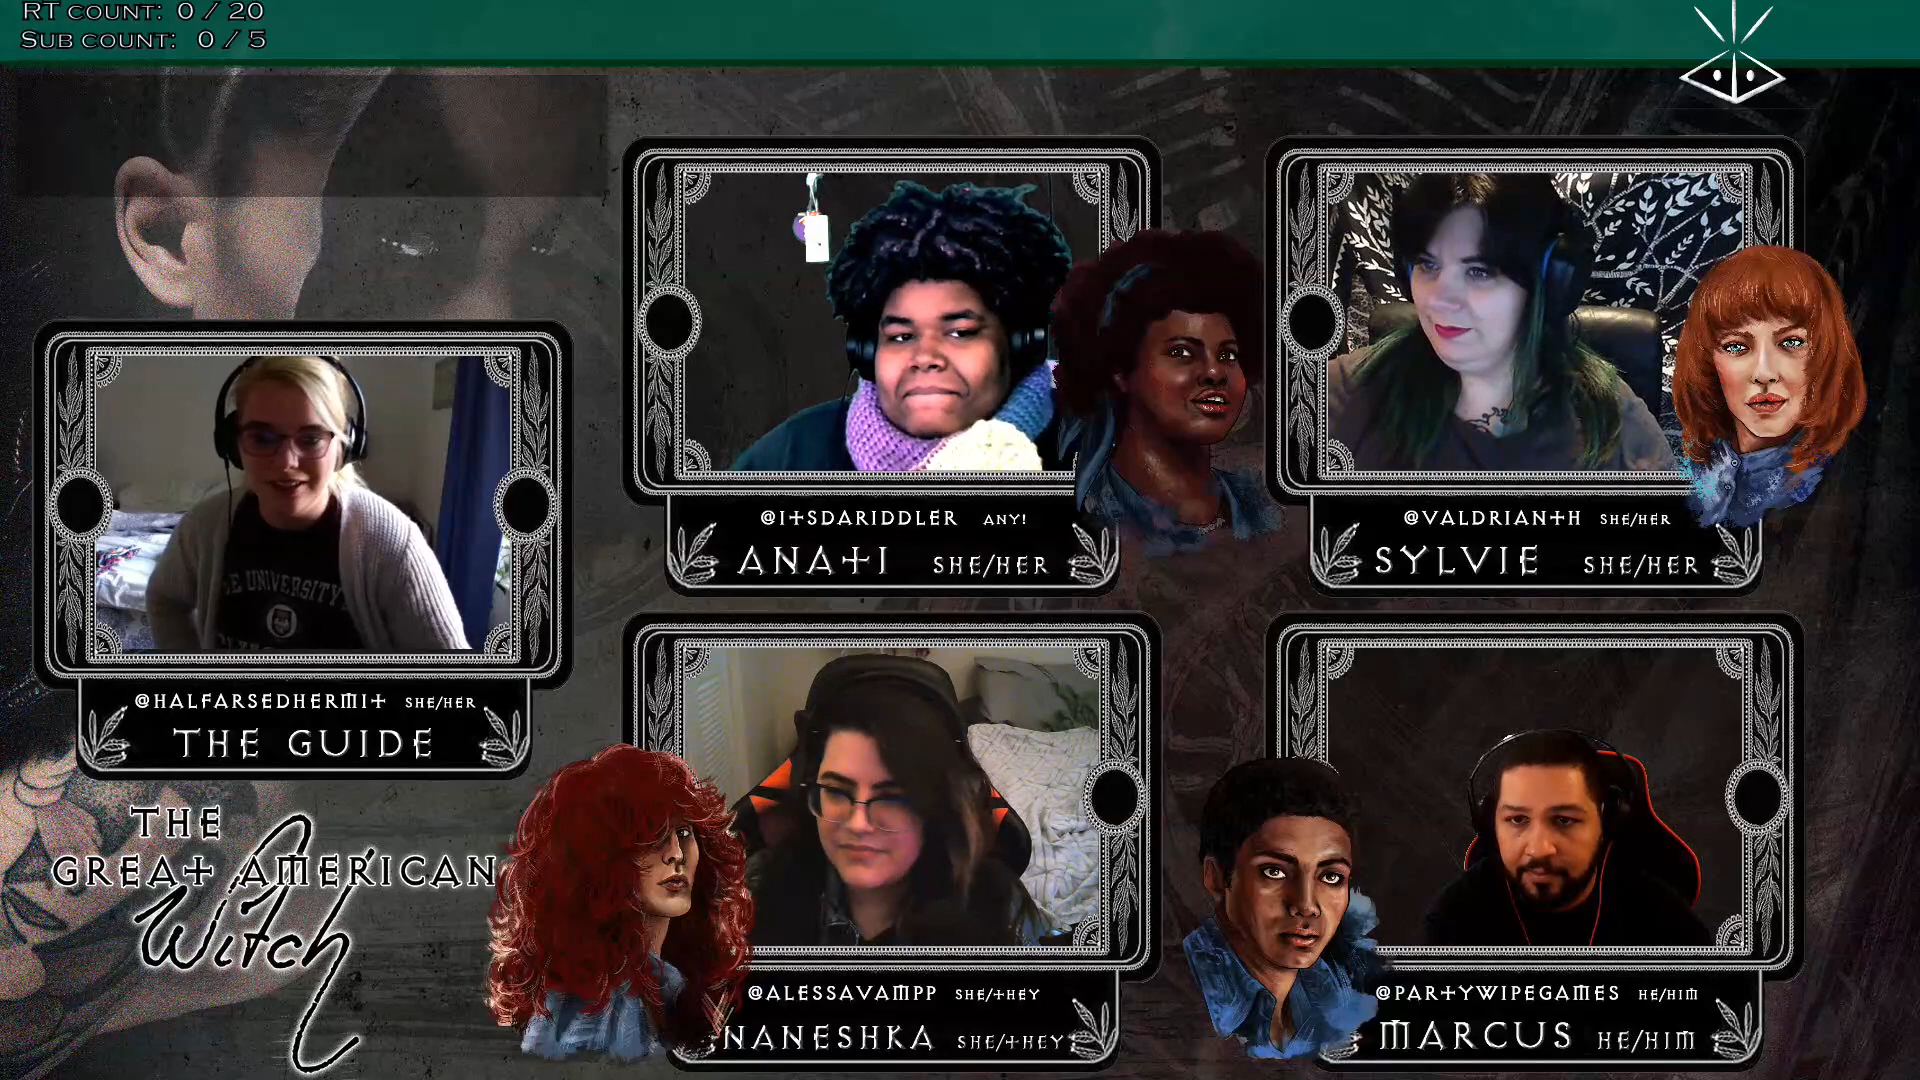 RT COUNT: 0 / 20
SUB COUNT: 0 / 5
@ITSDARIDDLER ANY!
ANATI SHE/HER
@VALDRIANTH SHE/HER
SYLVIE SHE/HER
UNIVERSITY
@HALFARSEDHERMIT SHE/HER
THE GUIDE
THE
GREAT AMERICAN
Witch
@ALESSAVAMPP SHE/THEY
NANESHKA SHE/THEY
@PARTYWIPEGAMES HE/HIM
MARCUS HE/HIM